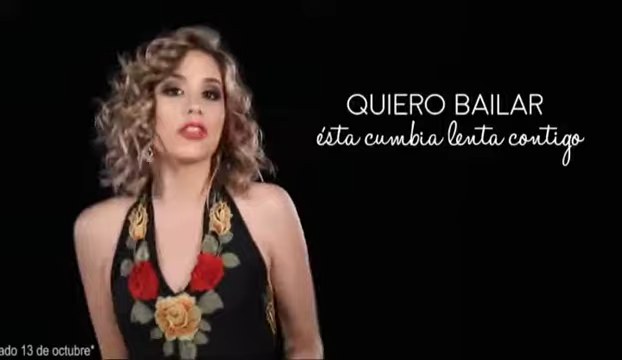 QUIERO BAILAR
ésta cumbia lenta contigo
ado 13 de octubre*